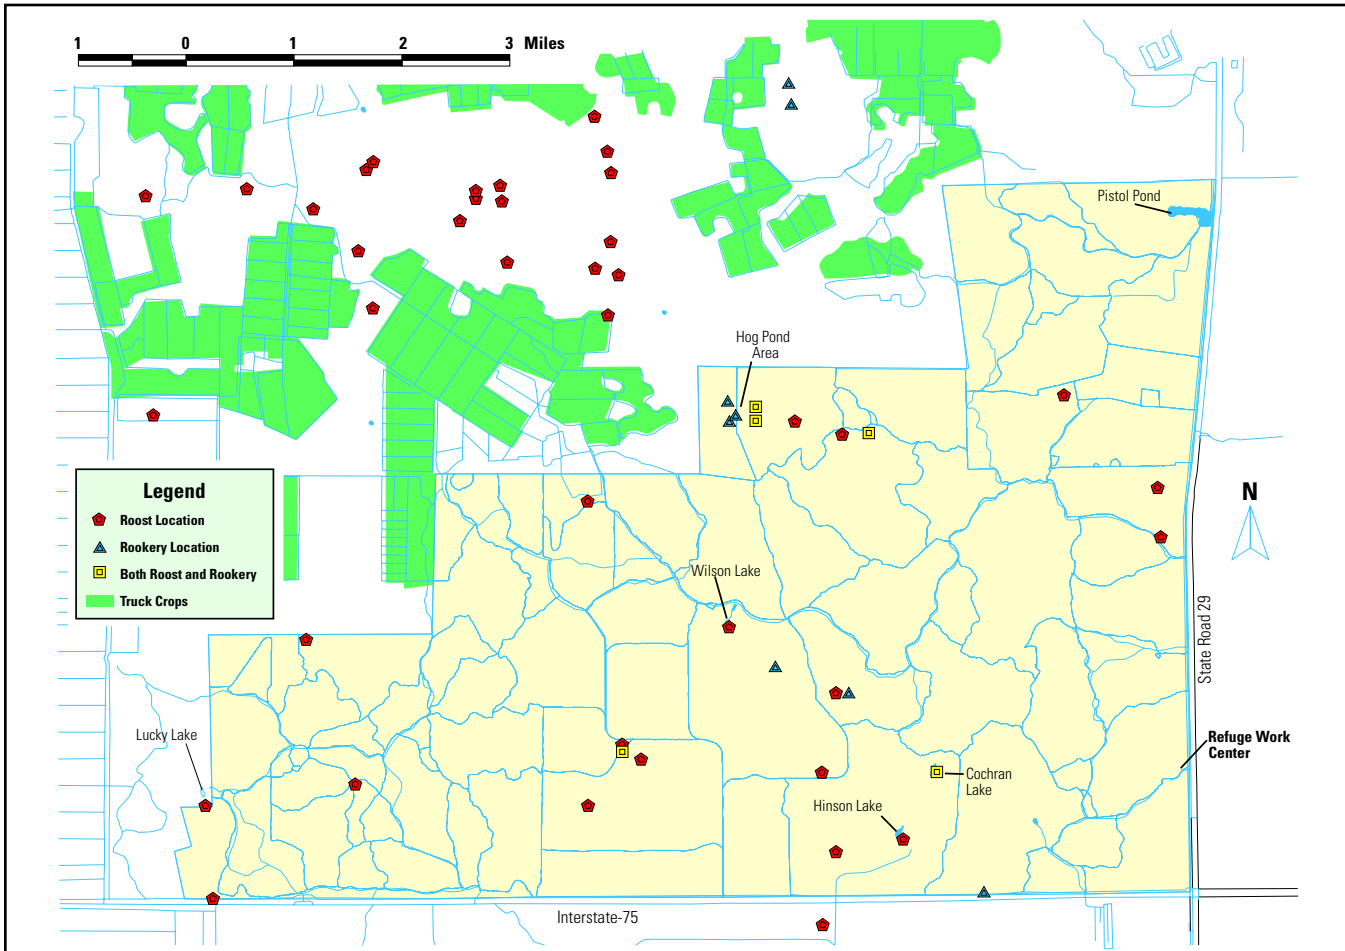 1 0 1 2 3 Miles
Pistol Pond
Hog Pond
Area
Legend
Roost Location
Rookery Location
Both Roost and Rookery
Truck Crops
N
Wilson Lake
State Road 29
Lucky Lake
Refuge Work
Center
Cochran
Lake
Hinson Lake
Interstate-75